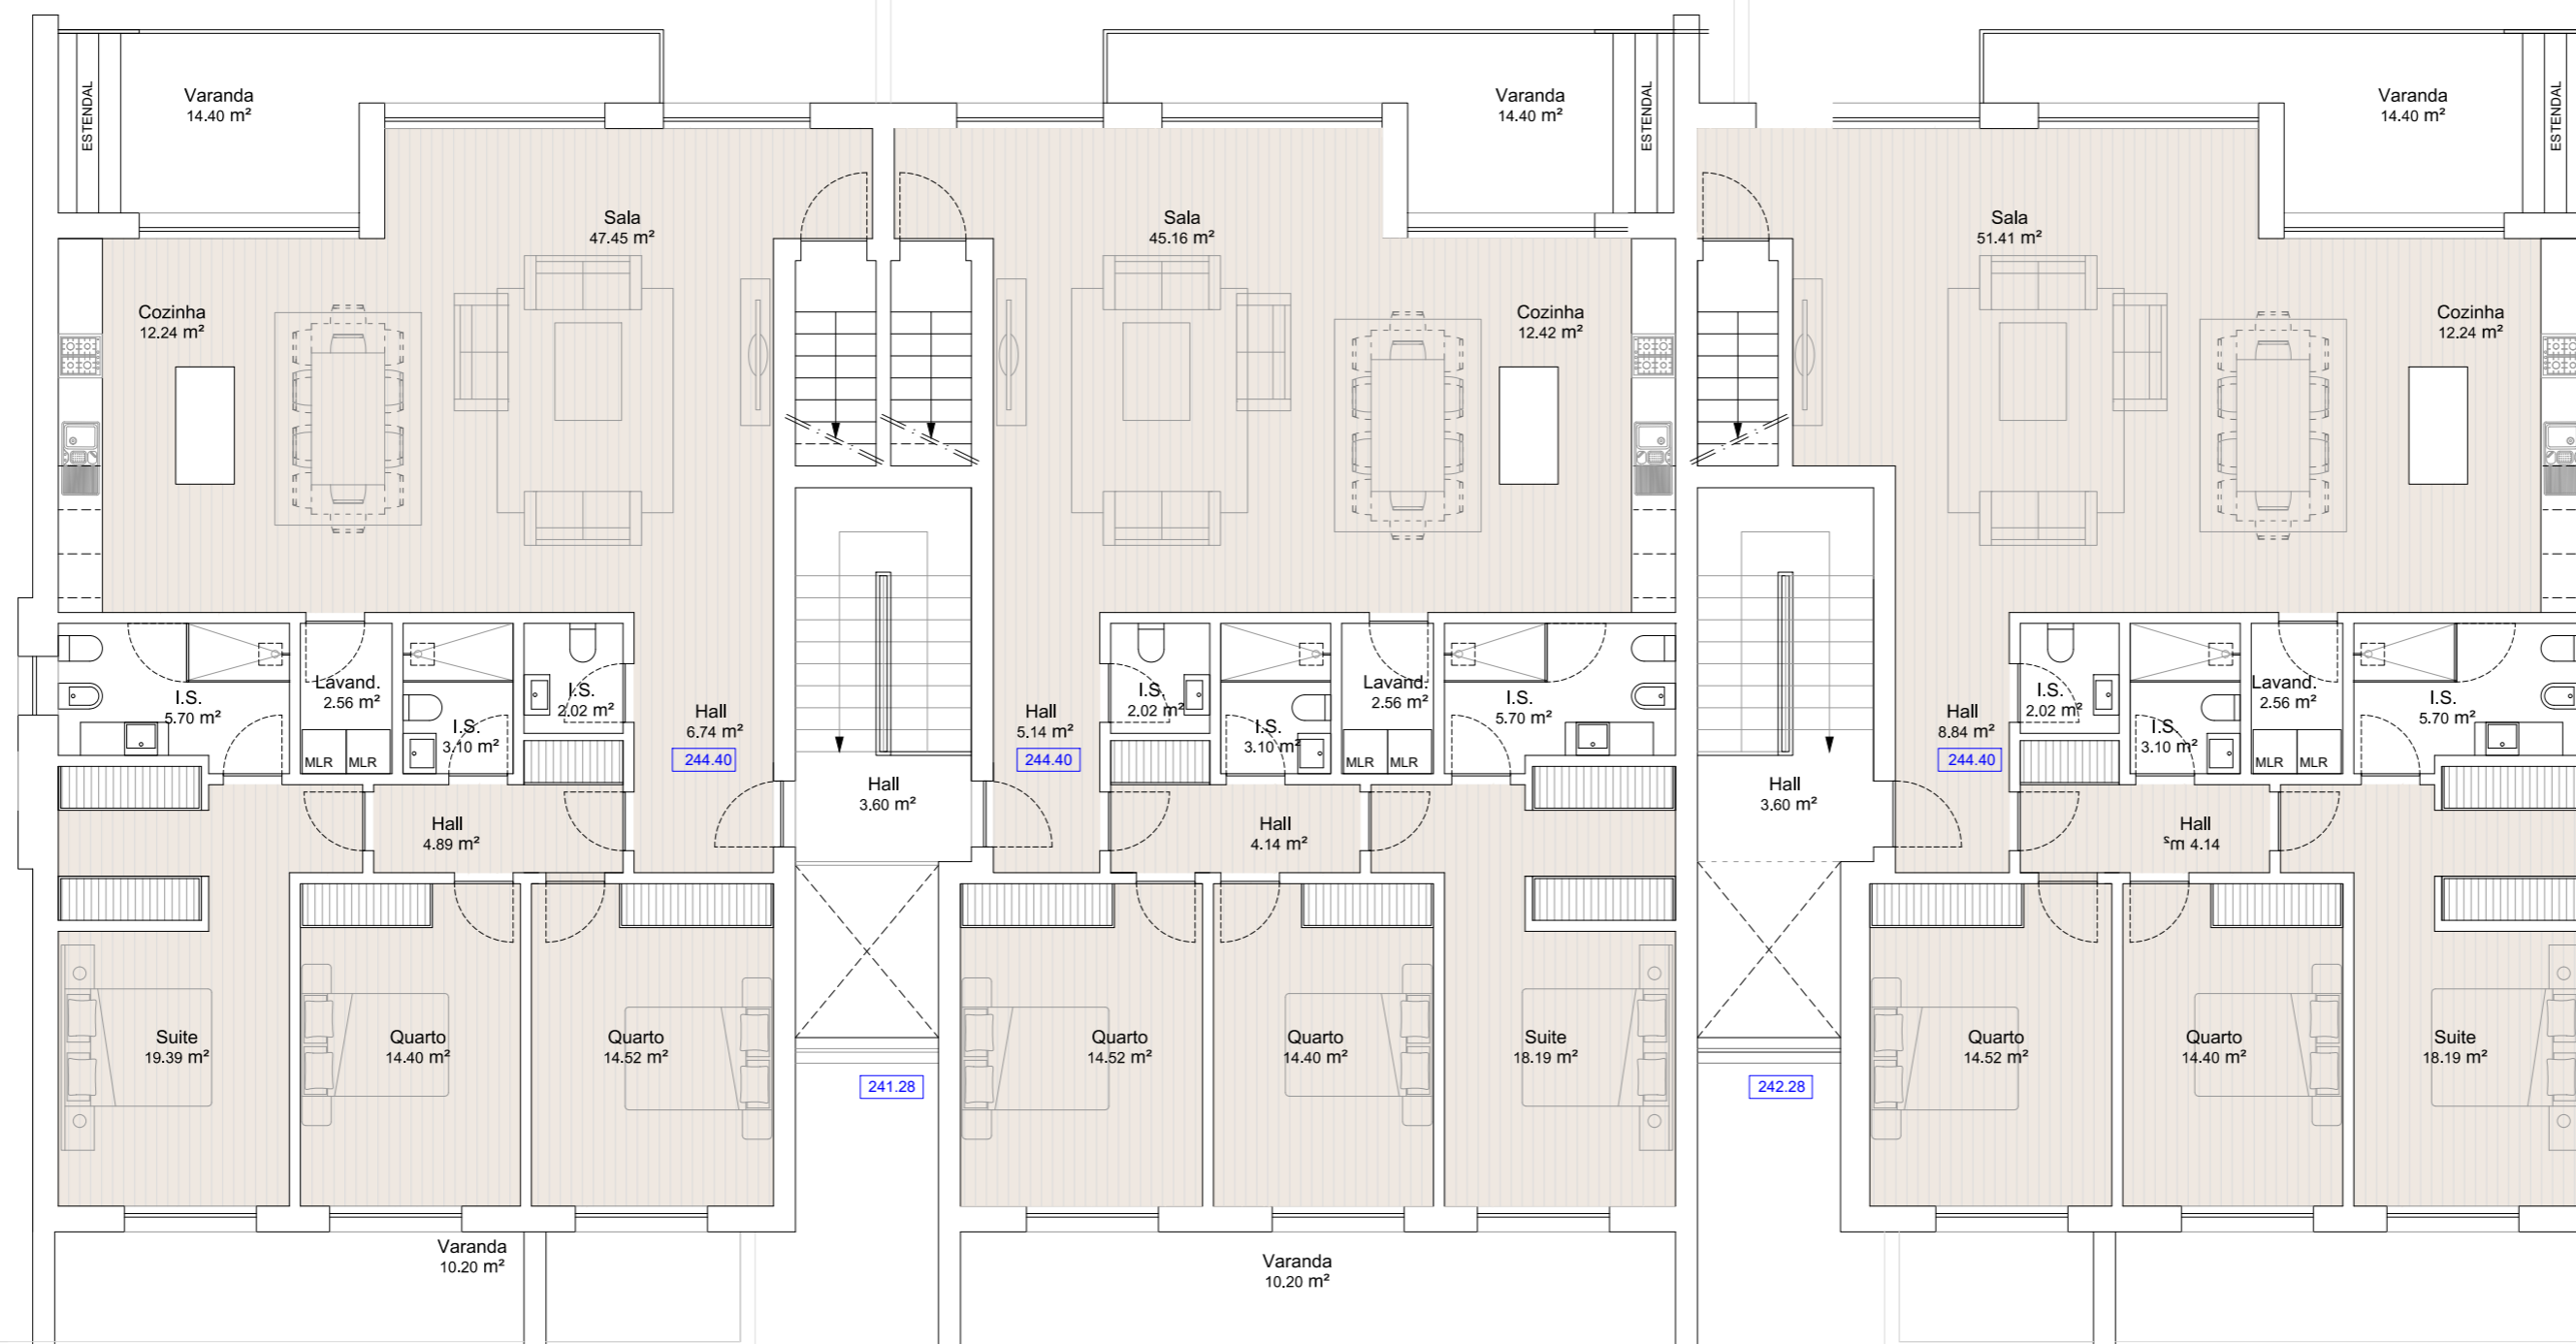 ESTENDAL
Varanda
14.40 m²
Varanda
14.40 m²
ESTENDAL
Varanda
14.40 m²
ESTENDAL
Sala
47.45 m²
Sala
45.16 m²
Sala
51.41 m²
Cozinha
12.24 m²
Cozinha
12.42 m²
Cozinha
12.24 m²
I.S.
5.70 m²
Lavand.
2.56 m²
MLR
MLR
I.S.
3.10 m²
I.S.
2.02 m²
Hall
6.74 m²
244.40
Hall
3.60 m²
Hall
5.14 m²
244.40
I.S.
2.02 m²
I.S.
3.10 m²
Lavand.
2.56 m²
MLR
MLR
I.S.
5.70 m²
Hall
3.60 m²
Hall
8.84 m²
244.40
I.S.
2.02 m²
I.S.
3.10 m²
Lavand.
2.56 m²
MLR
MLR
I.S.
5.70 m²
Hall
4.89 m²
Hall
4.14 m²
Hall
²m 4.14
Suite
19.39 m²
Quarto
14.40 m²
Quarto
14.52 m²
241.28
Quarto
14.52 m²
Quarto
14.40 m²
Suite
18.19 m²
242.28
Quarto
14.52 m²
Quarto
14.40 m²
Suite
18.19 m²
Varanda
10.20 m²
Varanda
10.20 m²